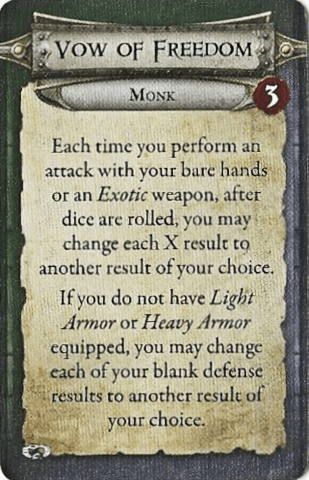 Vow of Freedom
Monk
3
Each time you perform an
attack with your bare hands
or an Exotic weapon, after
dice are rolled, you may
change each X result to
another result of your choice.
If you do not have Light
Armor or Heavy Armor
equipped, you may change
each of your blank defense
results to another result of
your choice.